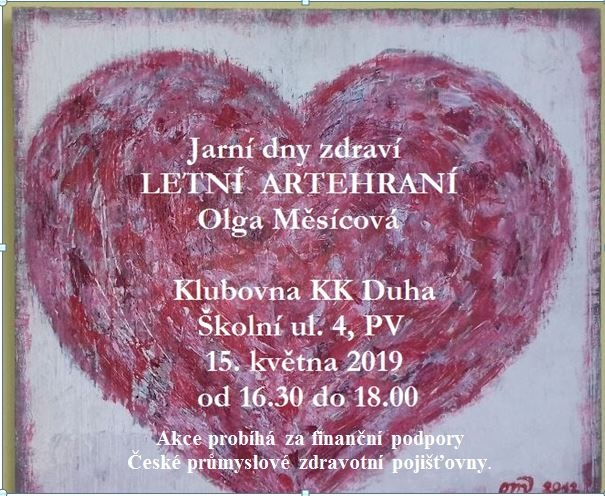 Jarní dny zdraví
LETNÍ ARTEHRANÍ
Olga Měsícová
Klubovna KK Duha
Školní ul. 4, PV
15. května 2019
od 16.30 do 18.00
Akce probíhá za finanční podpory
České průmyslové zdravotní pojišťovny.
2012